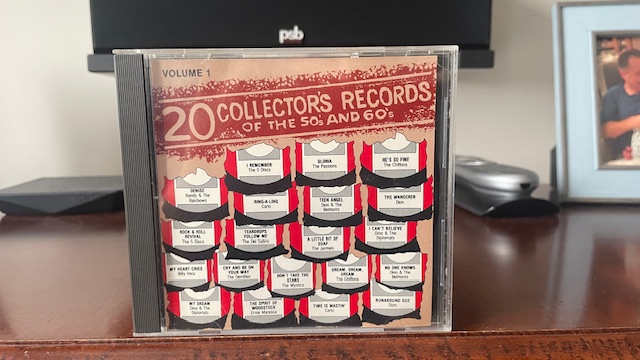 psb
VOLUME 1
20 COLLECTOR'S RECORDS
OF THE 50s AND 60s
I REMEMBER
The 5 Discs
GLORIA
The Passions
HE'S SO FINE
The Chiffons
DENISE
Randy & The
Rainbows
RING-A-LING
Carlo
TEEN ANGEL
Dion & The
Belmonts
THE WANDERER
Dion
ROCK & ROLL
REVIVAL
The 5 Discs
TEARDROPS
FOLLOW ME
The Del Satins
A LITTLE BIT OF
SOAP
The Jarmels
I CAN'T BELIEVE
Dino & The
Diplomats
MY HEART CRIES
Billy Vera
CRY AND BE ON
YOUR WAY
The
DON'T TAKE THE
STARS
The Mystics
DREAM, DREAM,
DREAM
The Chiffons
NO ONE KNOWS
Dion & The
Belmonts
MY DREAM
Dino & The
Diplomats
THE SPIRIT OF
WOODSTOCK
Ernie Maresca
TIME IS WASTIN'
Carlo
RUNAROUND SUE
Dion